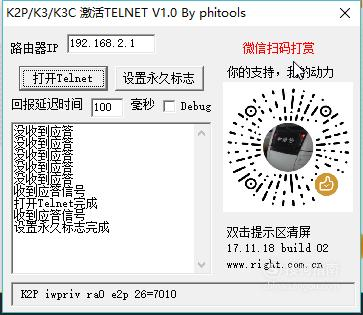 K2P/K3/K3C 激活TELNET V1.0 By phitools
路由器IP 192.168.2.1
微信扫码打赏
打开Telnet 设置永久标志
你的支持，我的动力
回报延迟时间 100 毫秒 Debug
没收到应答
没收到应答
没收到应答
没收到应答
没收到应答
收到应答信号
打开Telnet完成
收到应答信号
设置永久标志完成
双击提示区清屏
17.11.18 build 02
www.right.com.cn
K2P iwpriv ra0 e2p 26=7010